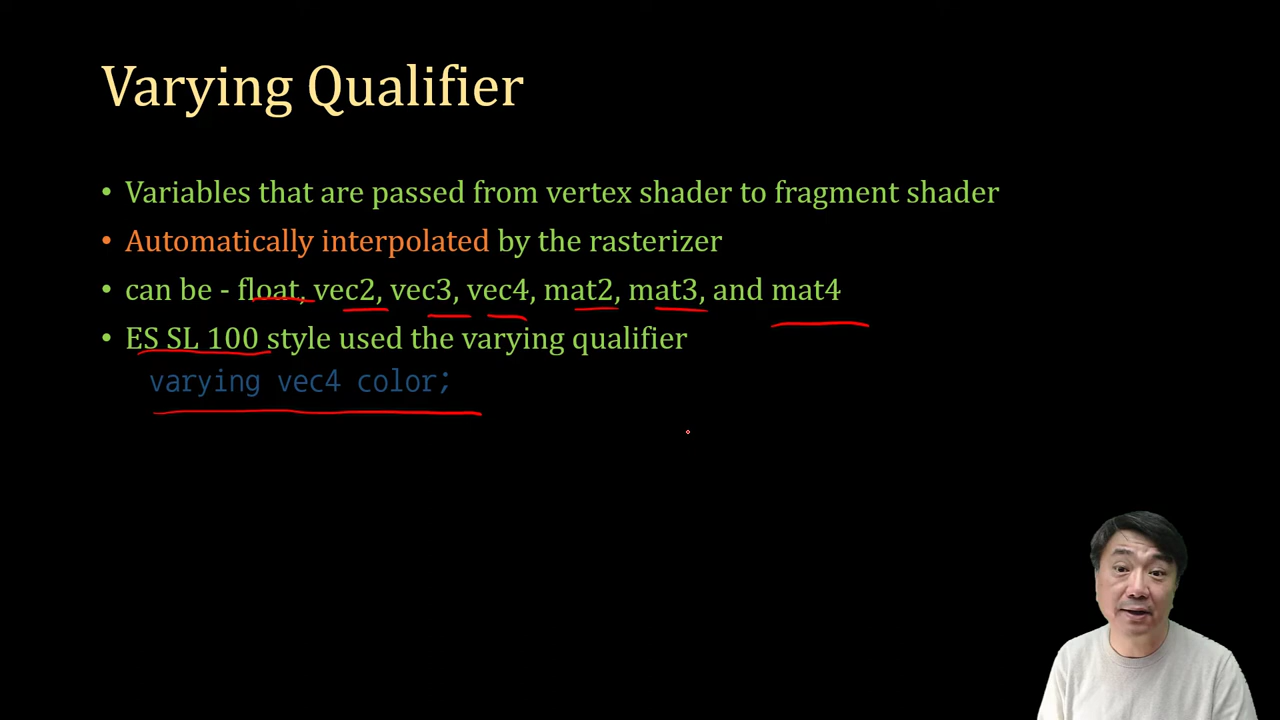 Varying Qualifier
• Variables that are passed from vertex shader to fragment shader
• Automatically interpolated by the rasterizer
• can be - float, vec2, vec3, vec4, mat2, mat3, and mat4
• ES SL 100 style used the varying qualifier
varying vec4 color;